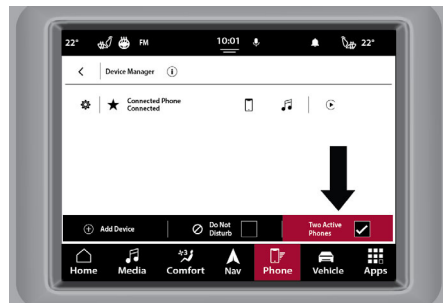 22° FM 10:01 22°
Device Manager i
Connected Phone
Connected
Add Device
Do Not
Disturb
Two Active
Phones
Home Media Comfort Nav Phone Vehicle Apps